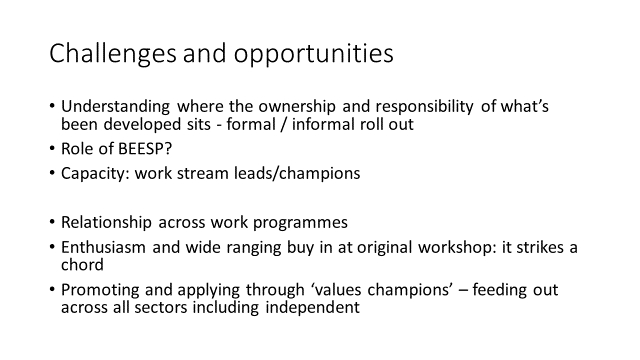 Challenges and opportunities
• Understanding where the ownership and responsibility of what's
been developed sits - formal / informal roll out
• Role of BEESP?
• Capacity: work stream leads/champions
• Relationship across work programmes
• Enthusiasm and wide ranging buy in at original workshop: it strikes a
chord
• Promoting and applying through ‘values champions’ – feeding out
across all sectors including independent